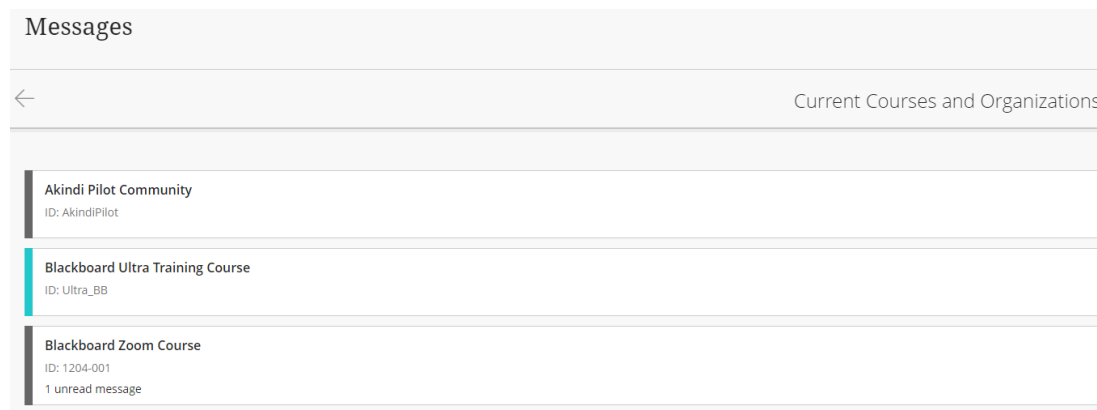 Messages
Current Courses and Organizations
Akindi Pilot Community
ID: AkindiPilot
Blackboard Ultra Training Course
ID: Ultra_BB
Blackboard Zoom Course
ID: 1204-001
1 unread message